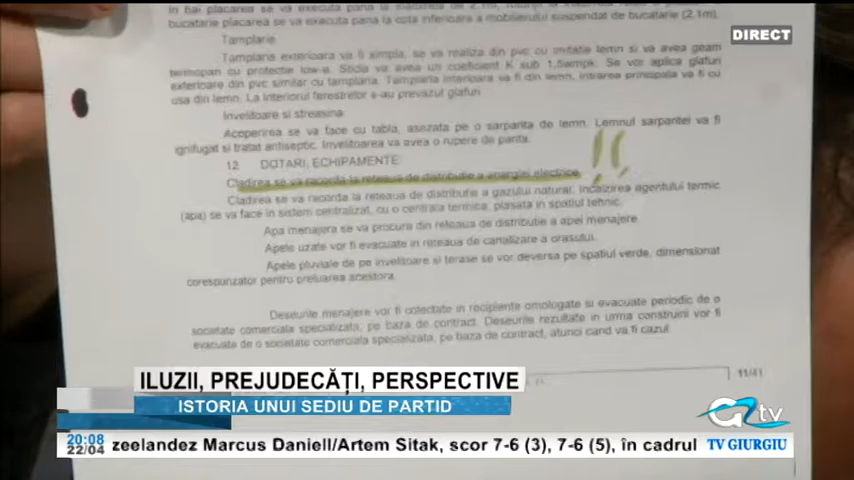 In bai placarea se va executa pana la inaltimea de 2.1m,
bucatarie placarea se va executa pana la cota inferioara a mobilierului suspendat de bucatarie (2.1m).
DIRECT
Tamplarie
Tamplaria exterioara va fi simpla, se va realiza din pvc cu imitatie lemn si va avea geam
termopan cu protectie low-e. Sticla va avea un coeficient K sub 1,5wmpk. Se vor aplica glafuri
exterioare din pvc similar cu tamplaria. Tamplaria interioara va fi din lemn, intrarea principala va fi cu
usa din lemn. La interiorul ferestrelor s-au prevazut glafuri
Invelitoare si streasina
Acoperirea se va face cu tabla, asezata pe o sarpanta de lemn. Lemnul sarpantei va fi
ignifugat si tratat antiseptic. Invelitoarea va avea o rupere de panta.
12 DOTARI, ECHIPAMENTE
Cladirea se va racorda la reteaua de distributie a energiei electrice !!
Cladirea se va racorda la reteaua de distributie a gazului natural. Incalzirea agentului termic
(apa) se va face in sistem centralizat, cu o centrala termica, plasata in spatiul tehnic.
Apa menajera se va procura din reteaua de distributie a apei menajere.
Apele uzate vor fi evacuate in reteaua de canalizare a orasului.
Apele pluviale de pe invelitoare si terase se vor deversa pe spatiul verde, dimensionat
corespunzator pentru preluarea acestora.
Deseurile menajere vor fi colectate in recipiente omologate si evacuate periodic de o
societate comerciala specializata, pe baza de contract. Deseurile rezultate in urma construirii vor fi
evacuate de o societate comerciala specializata, pe baza de contract, atunci cand va fi cazul
11/41
ILUZII, PREJUDECĂȚI, PERSPECTIVE
ISTORIA UNUI SEDIU DE PARTID
G tv
20:08
22/04
zeelandez Marcus Daniell/Artem Sitak, scor 7-6 (3), 7-6 (5), în cadrul
TV GIURGIU